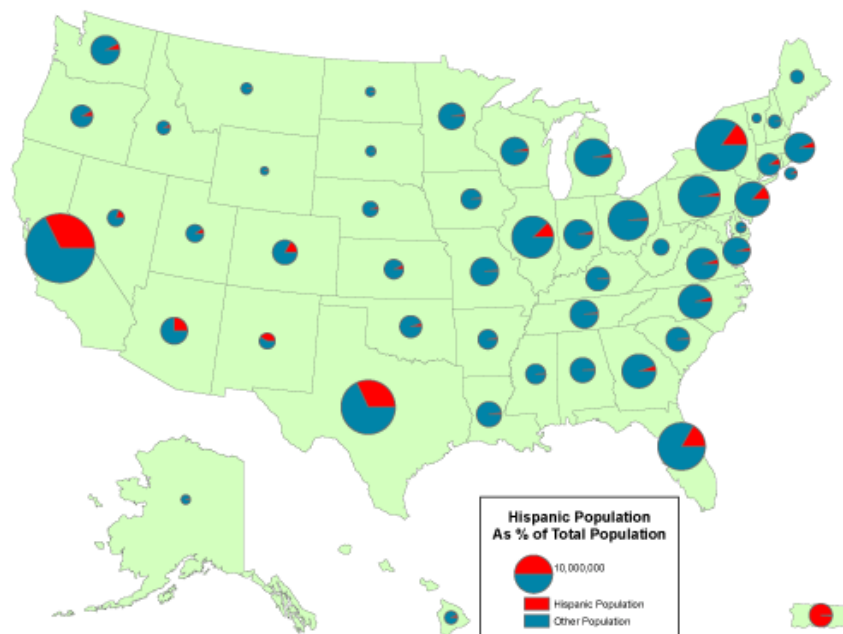 Hispanic Population
As % of Total Population
10,000,000
Hispanic Population
Other Population